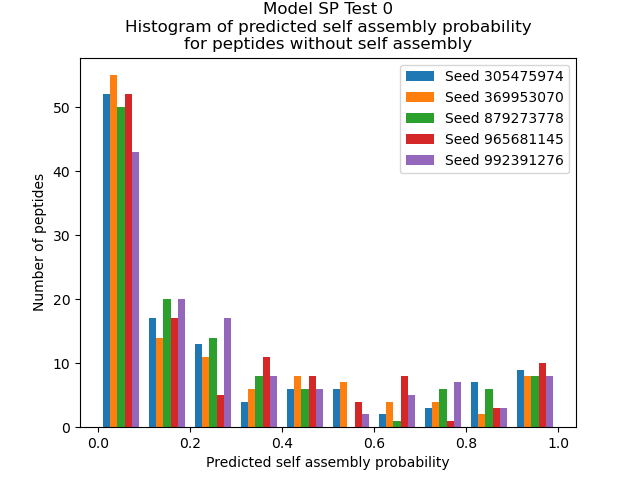 Model SP Test 0
Histogram of predicted self assembly probability
for peptides without self assembly
Seed 305475974
Seed 369953070
Seed 879273778
Seed 965681145
Seed 992391276
Number of peptides
50
40
30
20
10
0
0.0 0.2 0.4 0.6 0.8 1.0
Predicted self assembly probability